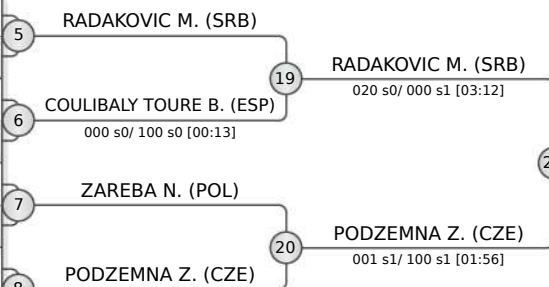 RADAKOVIC M. (SRB)
5
19
RADAKOVIC M. (SRB)
020 s0/ 000 s1 [03:12]
COULIBALY TOURE B. (ESP)
6
000 s0/ 100 s0 [00:13]
ZAREBA N. (POL)
7
20
PODZEMNA Z. (CZE)
001 s1/ 100 s1 [01:56]
PODZEMNA Z. (CZE)
8